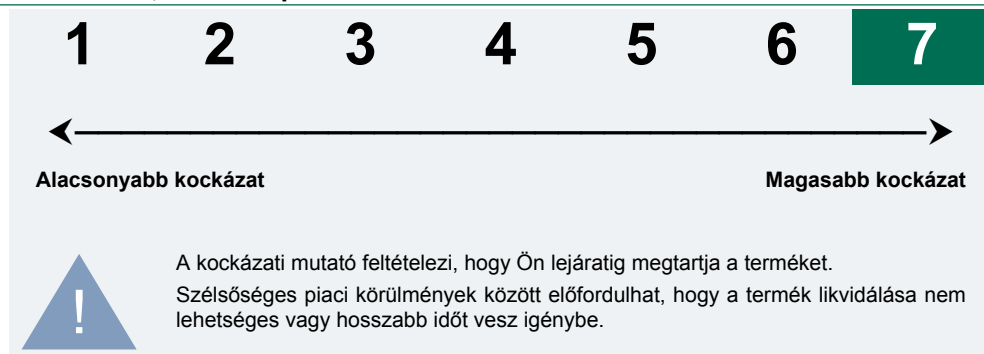 1 2 3 4 5 6 7
Alacsonyabb kockázat Magasabb kockázat
A kockázati mutató feltételezi, hogy Ön lejáratig megtartja a terméket.
! Szélsőséges piaci körülmények között előfordulhat, hogy a termék likvidálása nem
lehetséges vagy hosszabb időt vesz igénybe.